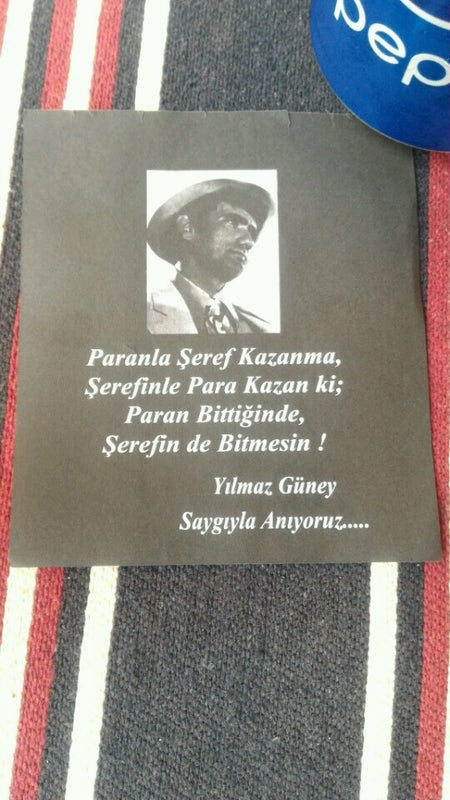 pep
Paranla Şeref Kazanma,
Şerefinle Para Kazan ki;
Paran Bittiğinde,
Şerefin de Bitmesin !
Yılmaz Güney
Saygıyla Anıyoruz.....